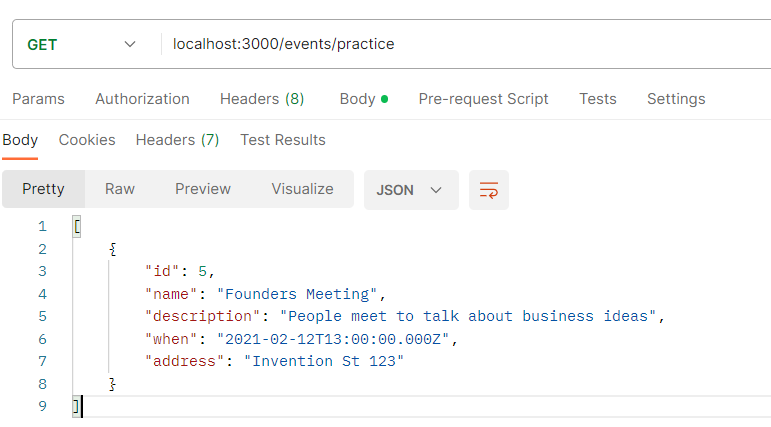 GET localhost:3000/events/practice
Params Authorization Headers (8) Body Pre-request Script Tests Settings
Body Cookies Headers (7) Test Results
Pretty Raw Preview Visualize JSON
1 [
2 {
3 "id": 5,
4 "name": "Founders Meeting",
5 "description": "People meet to talk about business ideas",
6 "when": "2021-02-12T13:00:00.000Z",
7 "address": "Invention St 123"
8 }
9 ]